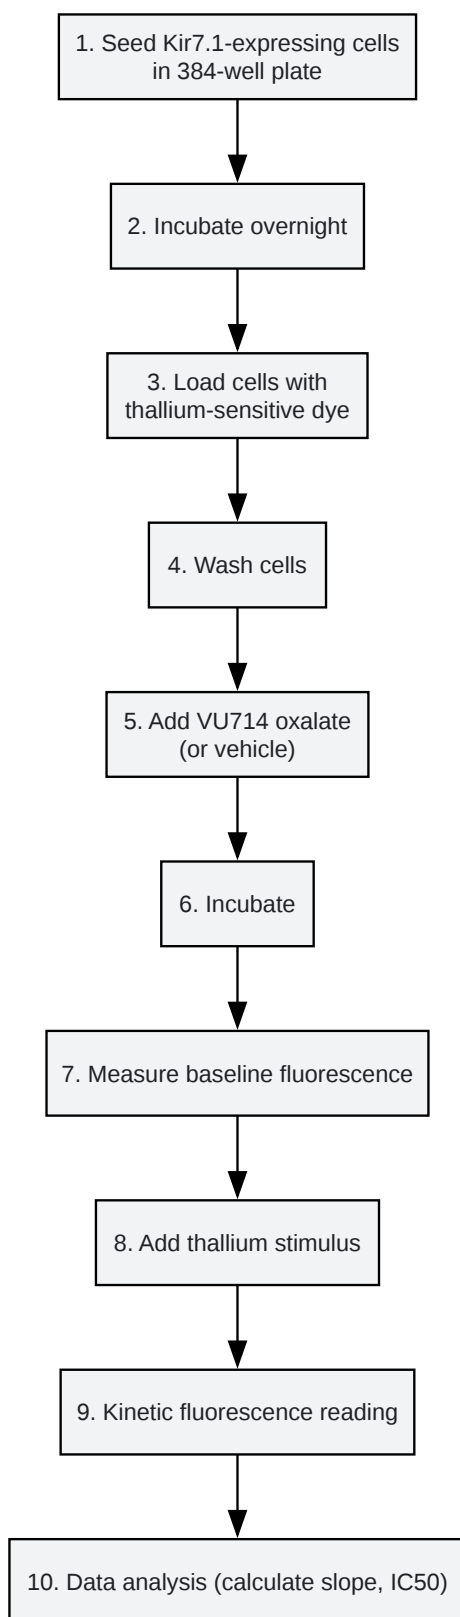 1. Seed Kir7.1-expressing cells
in 384-well plate
2. Incubate overnight
3. Load cells with
thallium-sensitive dye
4. Wash cells
5. Add VU714 oxalate
(or vehicle)
6. Incubate
7. Measure baseline fluorescence
8. Add thallium stimulus
9. Kinetic fluorescence reading
10. Data analysis (calculate slope, IC50)